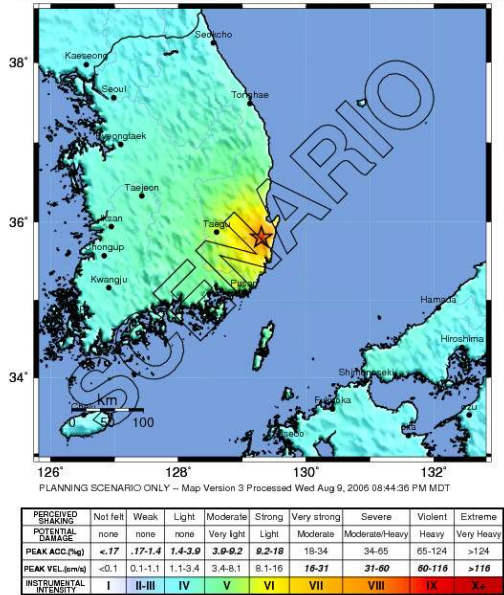 Seokcho
38°
Kaeseong
Seoul
Tonghae
Pyeongtaek
Taejeon
36°
Iksan
Taegu
Chongup
Kwangju
Pusan
Hamada
Hiroshima
34°
Shimonoseki
Fukuoka
Sasebo
km
0 50 100
SCENARIO
126° 128° 130° 132°
PLANNING SCENARIO ONLY -- Map Version 3 Processed Wed Aug 9, 2006 08:44:36 PM MDT
PERCEIVED SHAKING Not felt Weak Light Moderate Strong Very strong Severe Violent Extreme
POTENTIAL DAMAGE none none none Very light Light Moderate Moderate/Heavy Heavy Very Heavy
PEAK ACC.(%g) <.17 .17-1.4 1.4-3.9 3.9-9.2 9.2-18 18-34 34-65 65-124 >124
PEAK VEL.(cm/s) <0.1 0.1-1.1 1.1-3.4 3.4-8.1 8.1-16 16-31 31-60 60-116 >116
INSTRUMENTAL INTENSITY I II-III IV V VI VII VIII IX X+